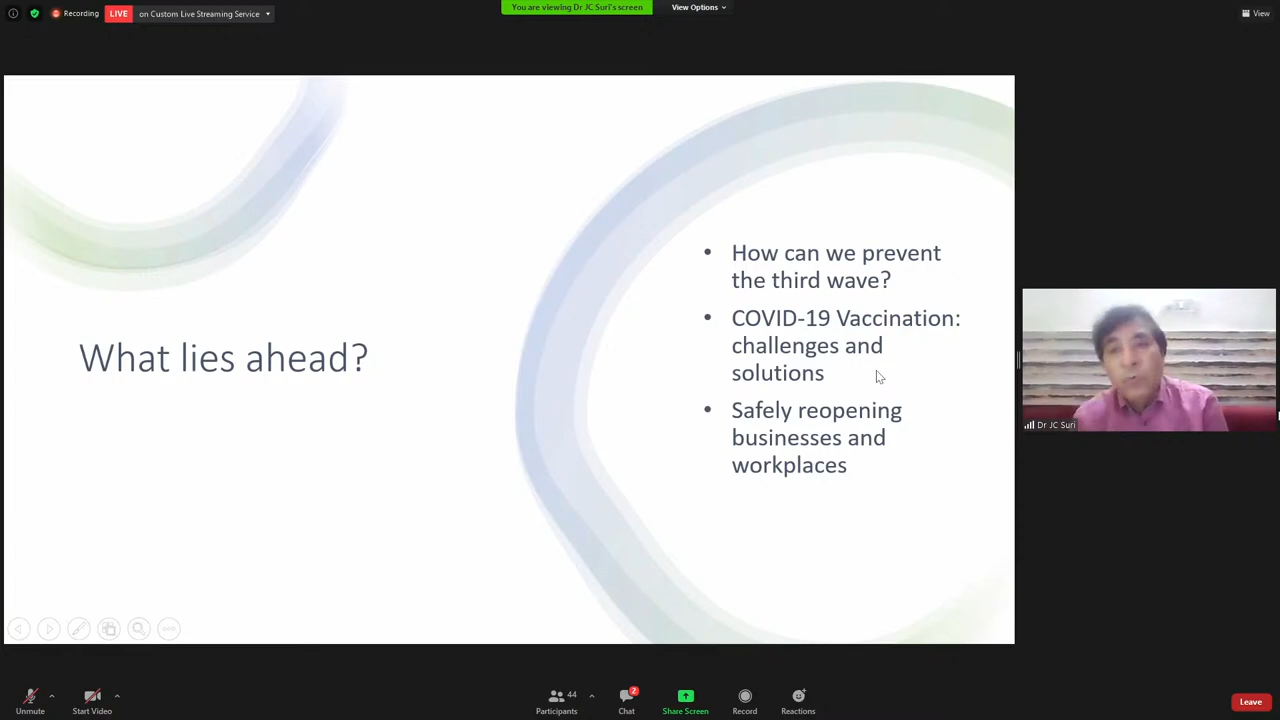 Recording
LIVE
on Custom Live Streaming Service
You are viewing Dr JC Suri's screen
View Options
View
What lies ahead?
• How can we prevent
the third wave?
• COVID-19 Vaccination:
challenges and
solutions
• Safely reopening
businesses and
workplaces
Dr JC Suri
Unmute
Start Video
44
Participants
2
Chat
Share Screen
Record
Reactions
Leave